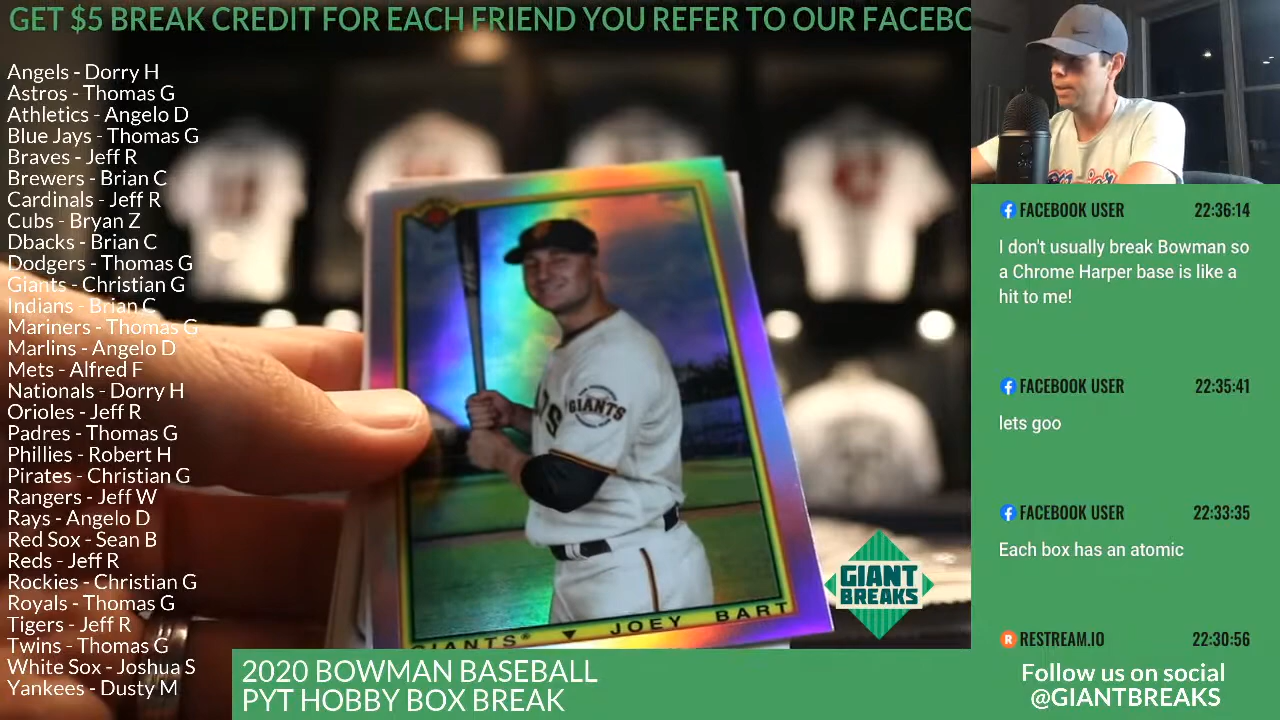 GET $5 BREAK CREDIT FOR EACH FRIEND YOU REFER TO OUR FACEBO
Angels - Dorry H
Astros - Thomas G
Athletics - Angelo D
Blue Jays - Thomas G
Braves - Jeff R
Brewers - Brian C
Cardinals - Jeff R
Cubs - Bryan Z
Dbacks - Brian C
Dodgers - Thomas G
Giants - Christian G
Indians - Brian C
Mariners - Thomas G
Marlins - Angelo D
Mets - Alfred F
Nationals - Dorry H
Orioles - Jeff R
Padres - Thomas G
Phillies - Robert H
Pirates - Christian G
Rangers - Jeff W
Rays - Angelo D
Red Sox - Sean B
Reds - Jeff R
Rockies - Christian G
Royals - Thomas G
Tigers - Jeff R
Twins - Thomas G
White Sox - Joshua S
Yankees - Dusty M
GIANTS
GIANTS® ▼ JOEY BART
GIANT
BREAKS
2020 BOWMAN BASEBALL
PYT HOBBY BOX BREAK
FACEBOOK USER 22:36:14
I don't usually break Bowman so
a Chrome Harper base is like a
hit to me!
FACEBOOK USER 22:35:41
lets goo
FACEBOOK USER 22:33:35
Each box has an atomic
RESTREAM.IO 22:30:56
Follow us on social
@GIANTBREAKS